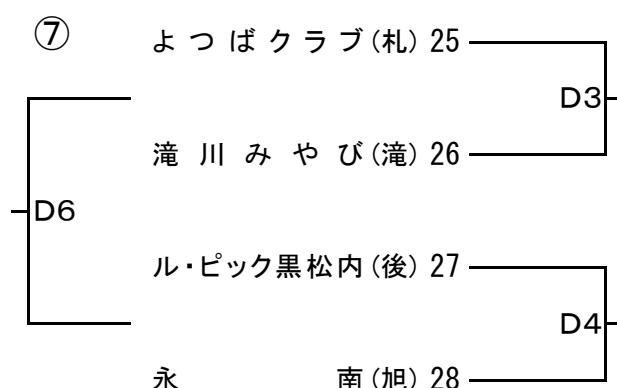 ⑦
よつばクラブ(札) 25
D3
滝川みやび(滝) 26
D6
ル・ピック黒松内(後) 27
D4
永南(旭) 28